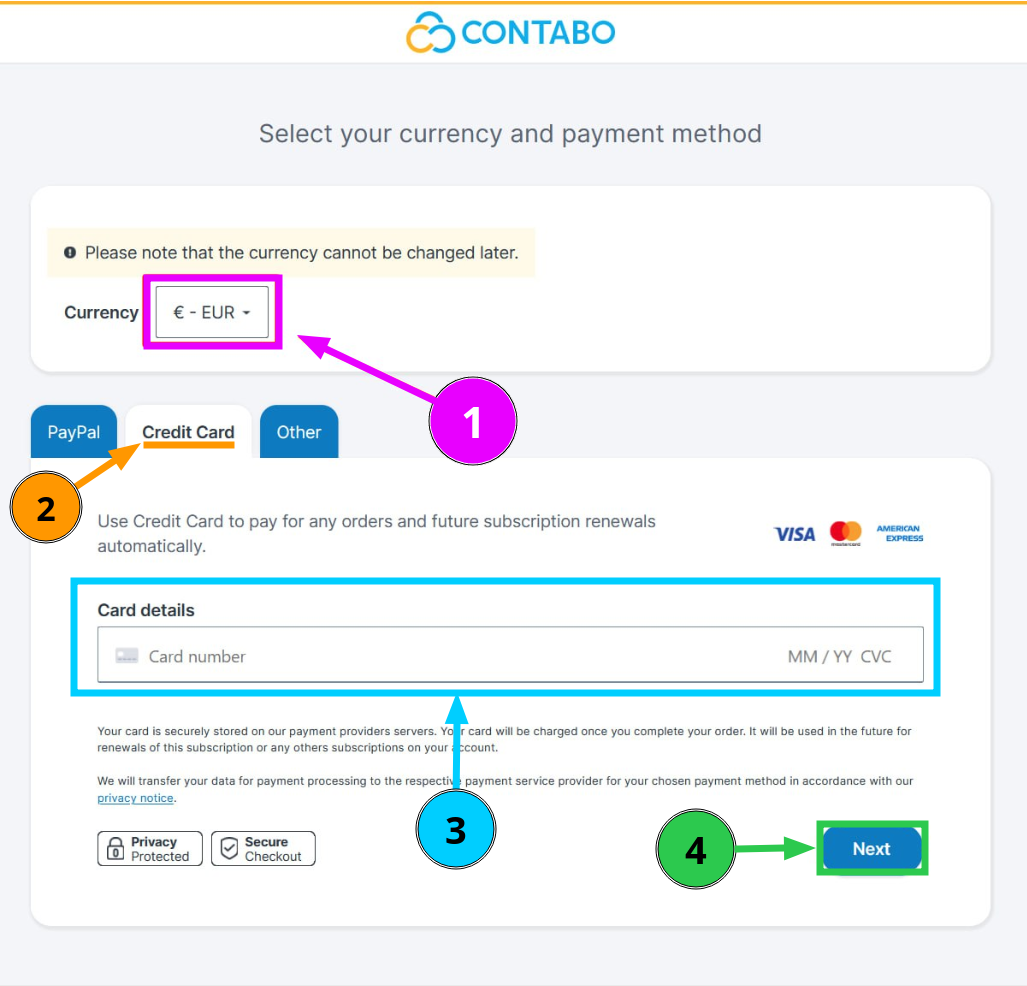 CONTABO
Select your currency and payment method
Please note that the currency cannot be changed later.
Currency € - EUR
1
PayPal Credit Card Other
2
Use Credit Card to pay for any orders and future subscription renewals
automatically.
VISA mastercard AMERICAN
EXPRESS
Card details
Card number MM / YY CVC
Your card is securely stored on our payment providers servers. Your card will be charged once you complete your order. It will be used in the future for
renewals of this subscription or any others subscriptions on your account.
We will transfer your data for payment processing to the respective payment service provider for your chosen payment method in accordance with our
privacy notice.
Privacy
Protected
Secure
Checkout
3
4
Next